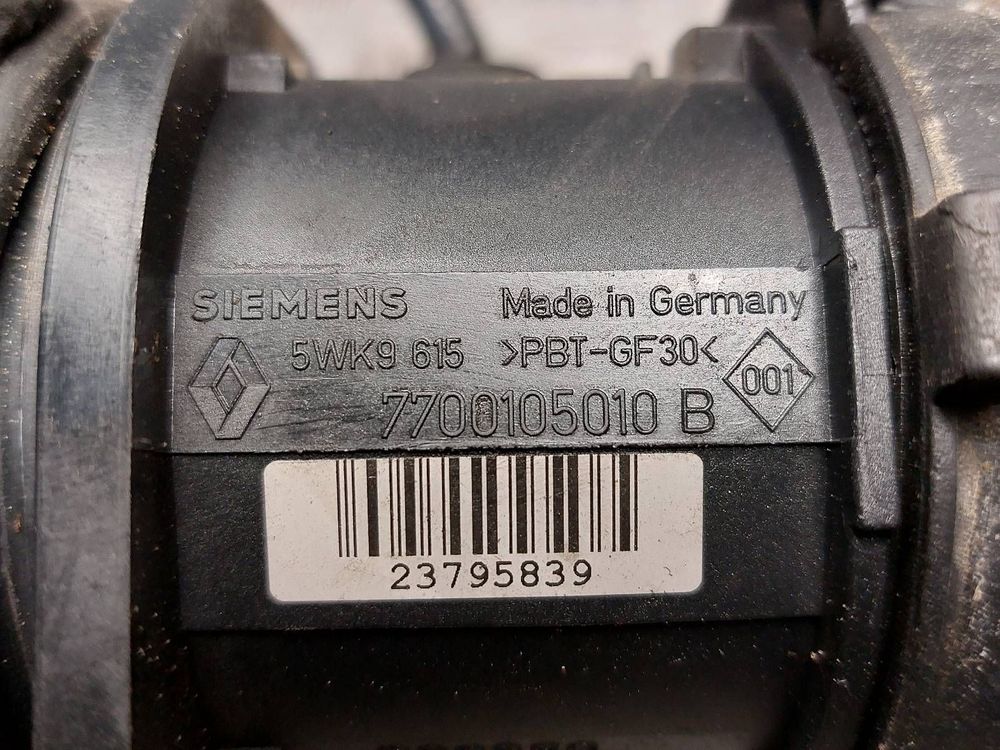 SIEMENS Made in Germany
5WK9 615 >PBT-GF30<
001
7700105010 B
23795839